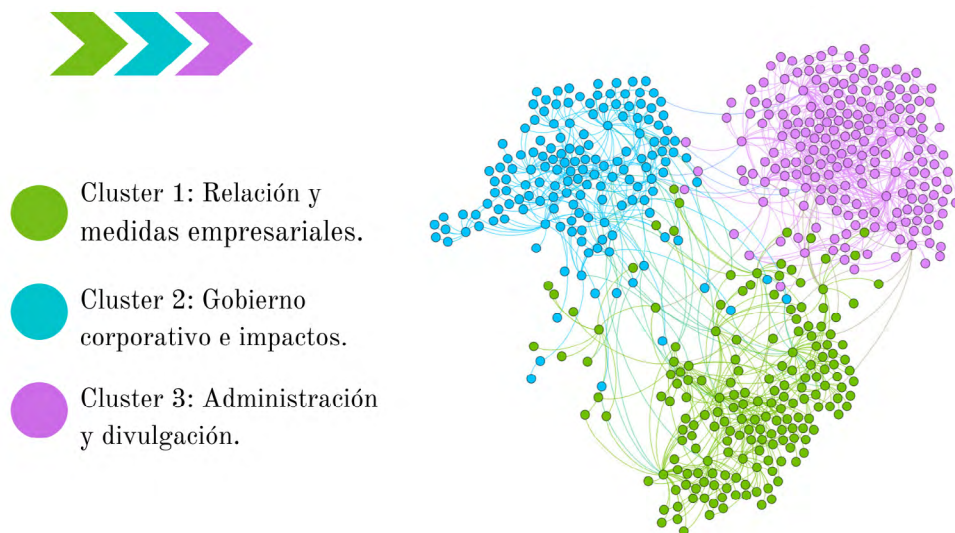 Cluster 1: Relación y
medidas empresariales.
Cluster 2: Gobierno
corporativo e impactos.
Cluster 3: Administración
y divulgación.